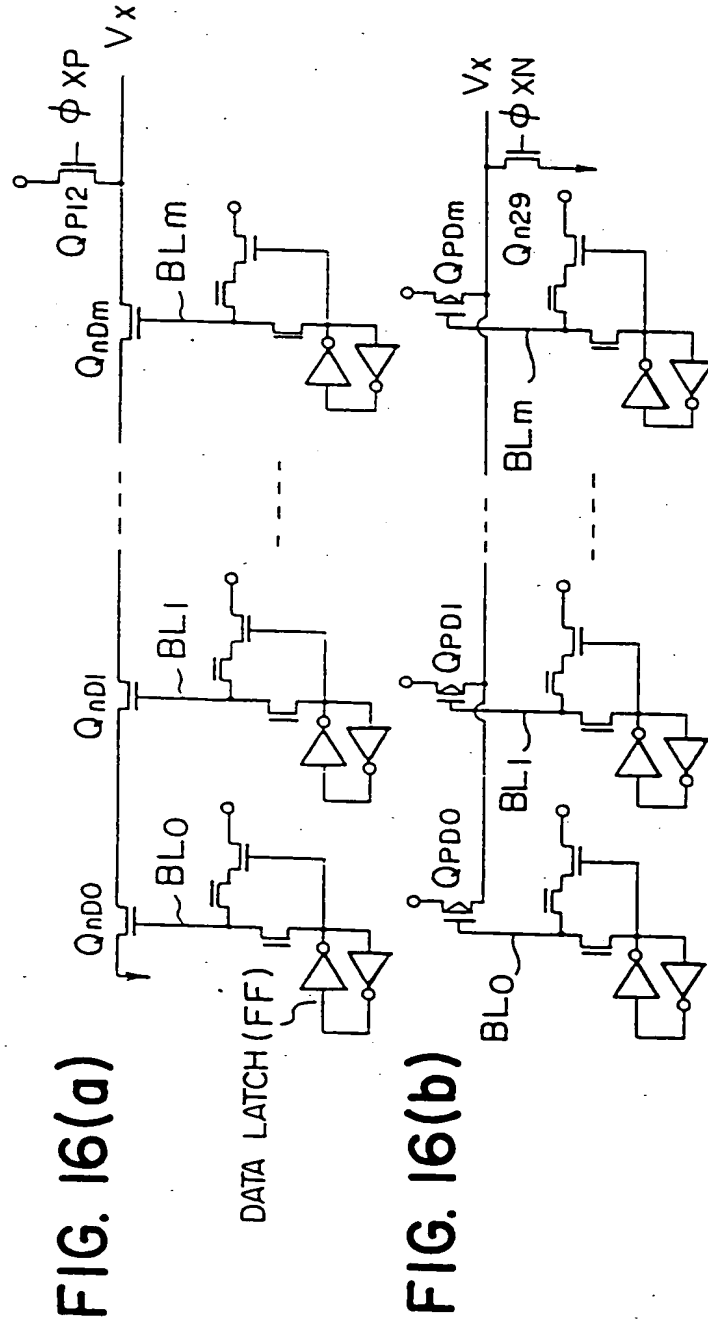 FIG. 16(a)
QnD0
QnD1
QnDm
QP12
φXP
VX
BL0
BL1
BLm
DATA LATCH (FF)
FIG. 16(b)
QPD0
QPD1
QPDm
VX
φXN
Qn29
BL0
BL1
BLm